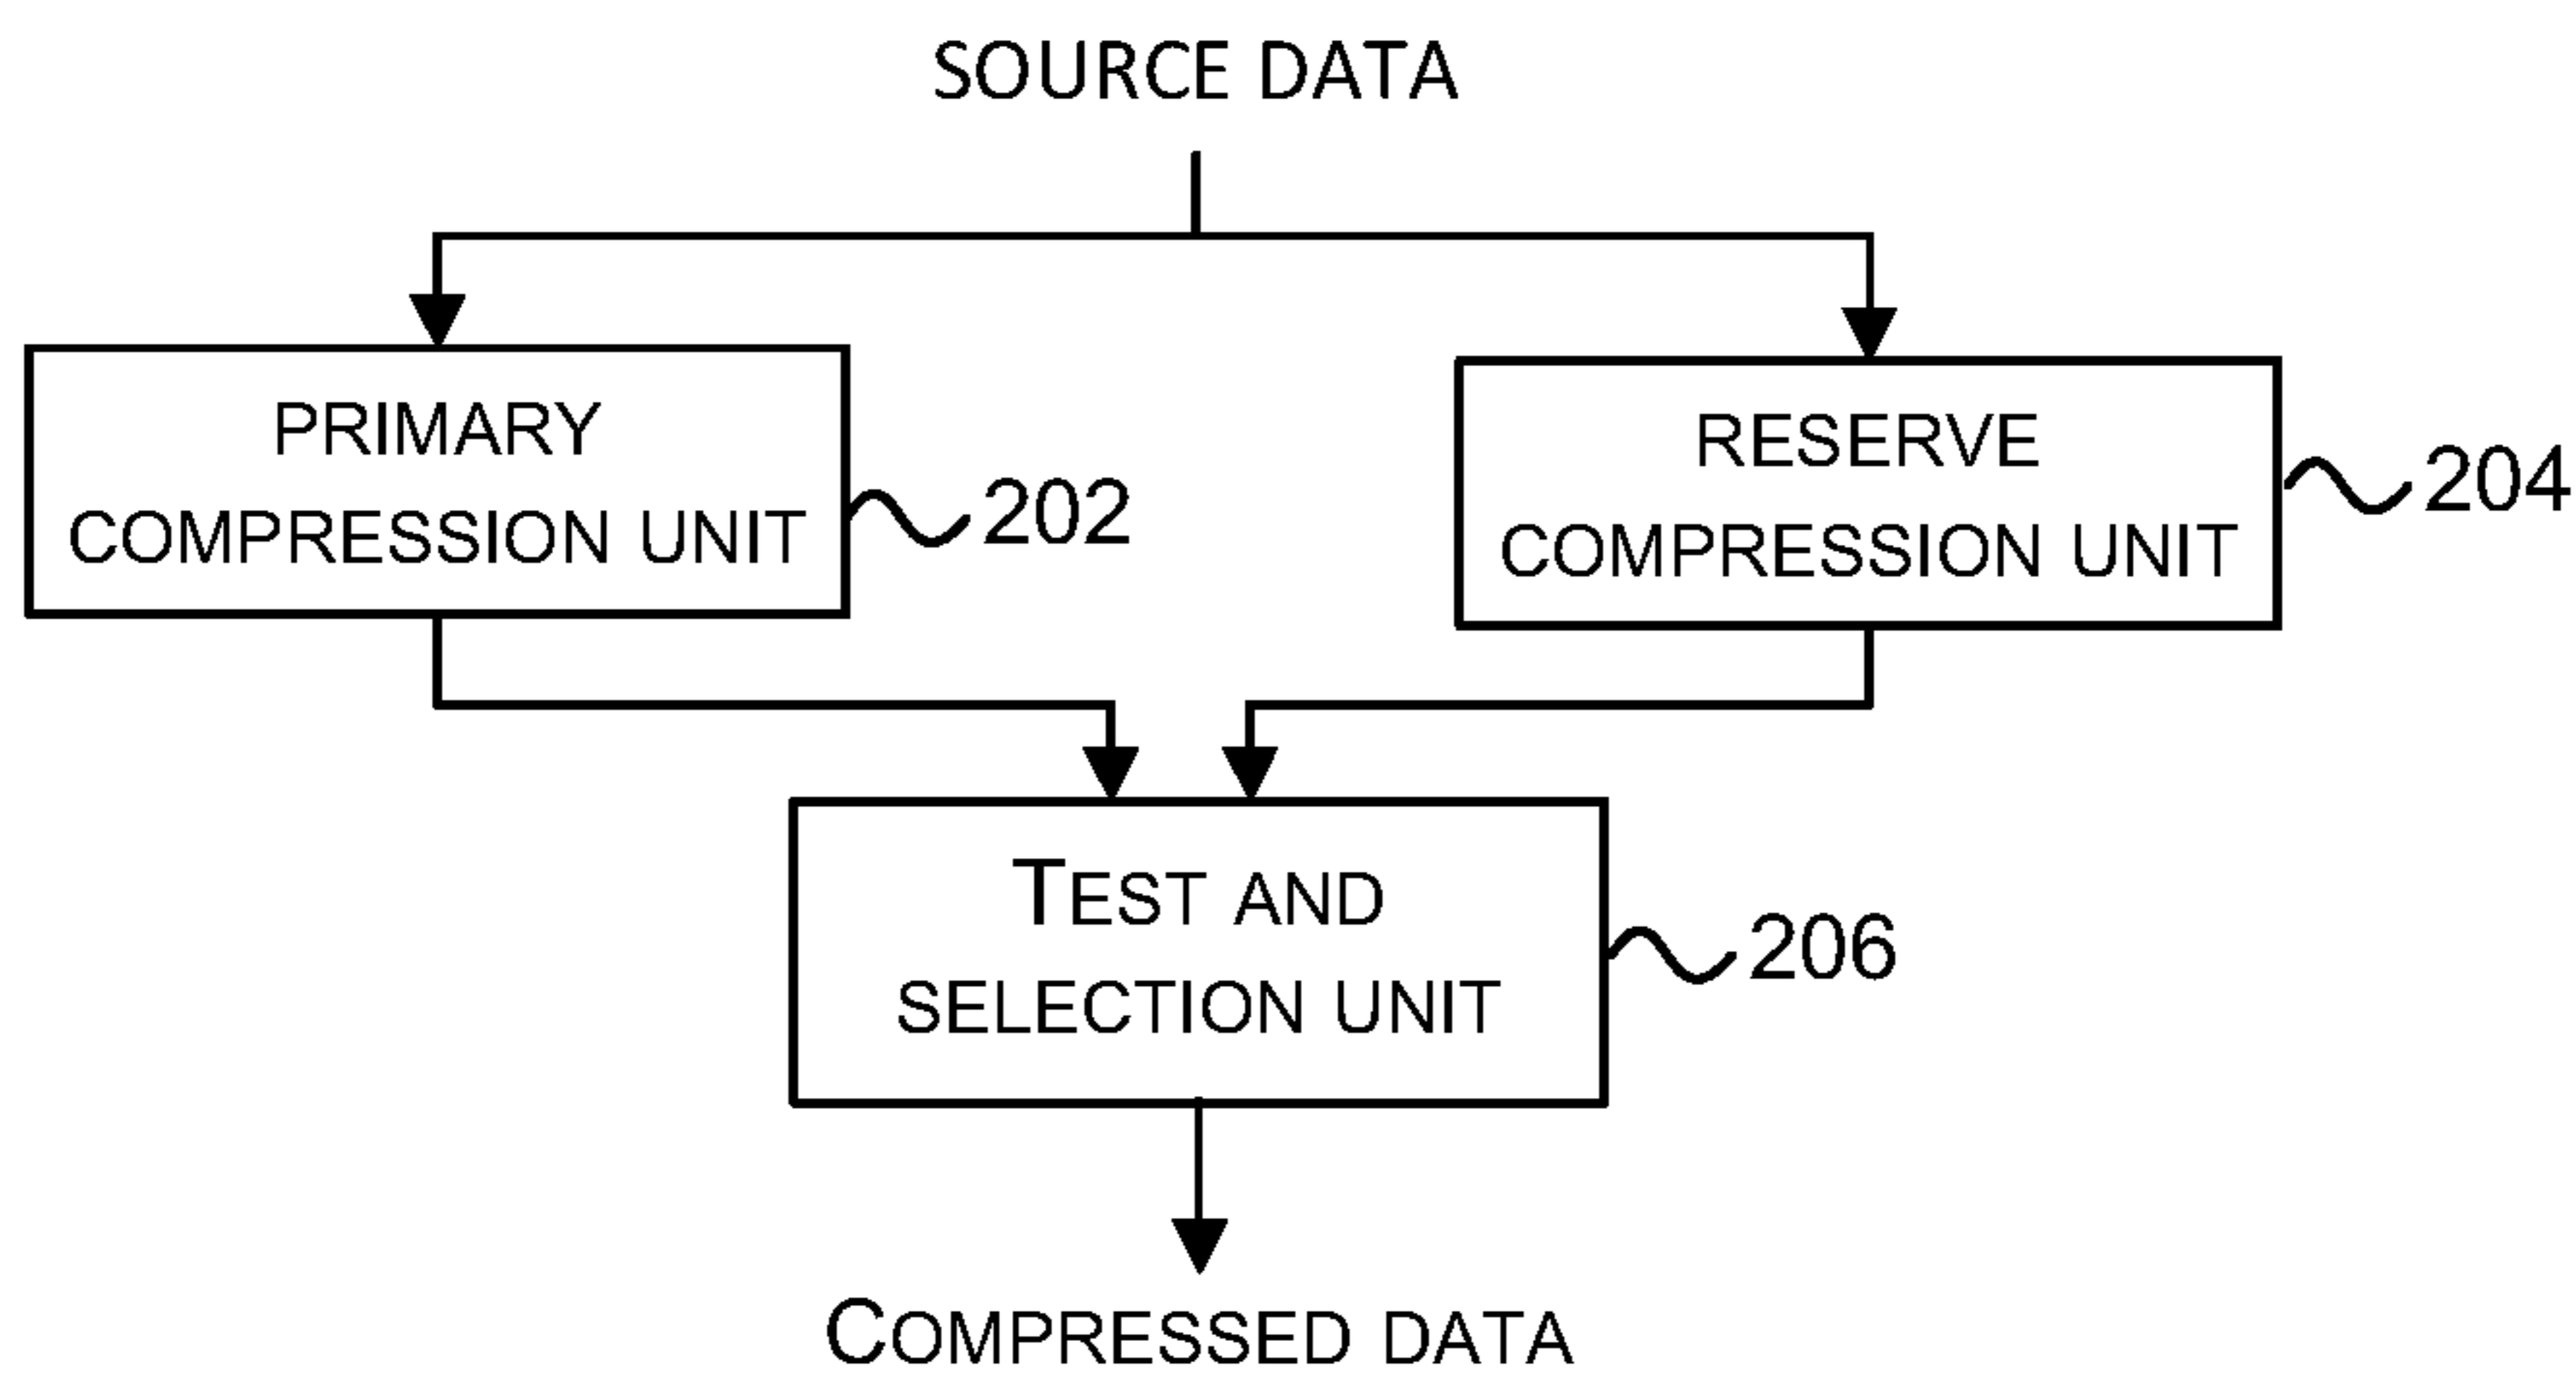 SOURCE DATA
PRIMARY
COMPRESSION UNIT
202
RESERVE
COMPRESSION UNIT
204
TEST AND
SELECTION UNIT
206
COMPRESSED DATA